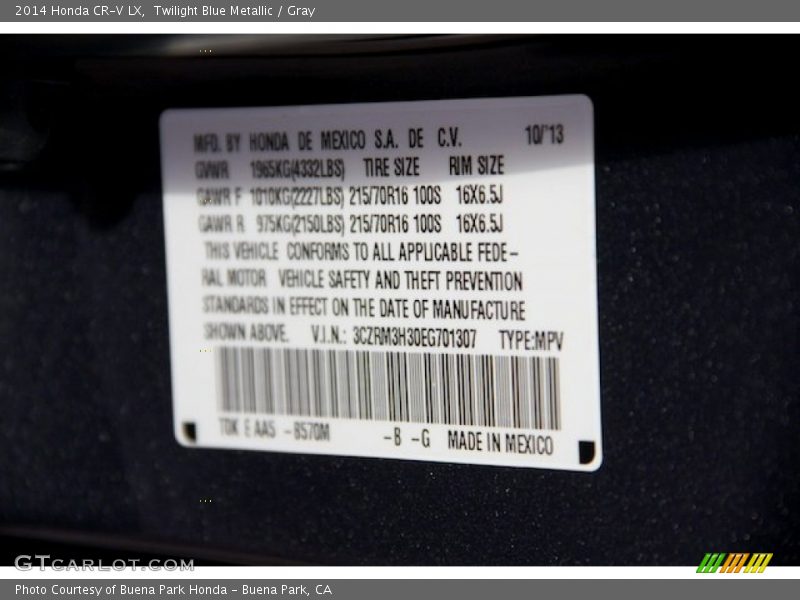 2014 Honda CR-V LX, Twilight Blue Metallic / Gray
MFD. BY HONDA DE MEXICO S.A. DE C.V. 10/'13
GVWR 1965KG(4332LBS) TIRE SIZE RIM SIZE
GAWR F 1010KG(2227LBS) 215/70R16 100S 16X6.5J
GAWR R 975KG(2150LBS) 215/70R16 100S 16X6.5J
THIS VEHICLE CONFORMS TO ALL APPLICABLE FEDE-
RAL MOTOR VEHICLE SAFETY AND THEFT PREVENTION
STANDARDS IN EFFECT ON THE DATE OF MANUFACTURE
SHOWN ABOVE. V.I.N.: 3CZRM3H30EG701307 TYPE:MPV
TDK E AA5 -B570M -B -G MADE IN MEXICO
GTCARLOT.COM
Photo Courtesy of Buena Park Honda - Buena Park, CA